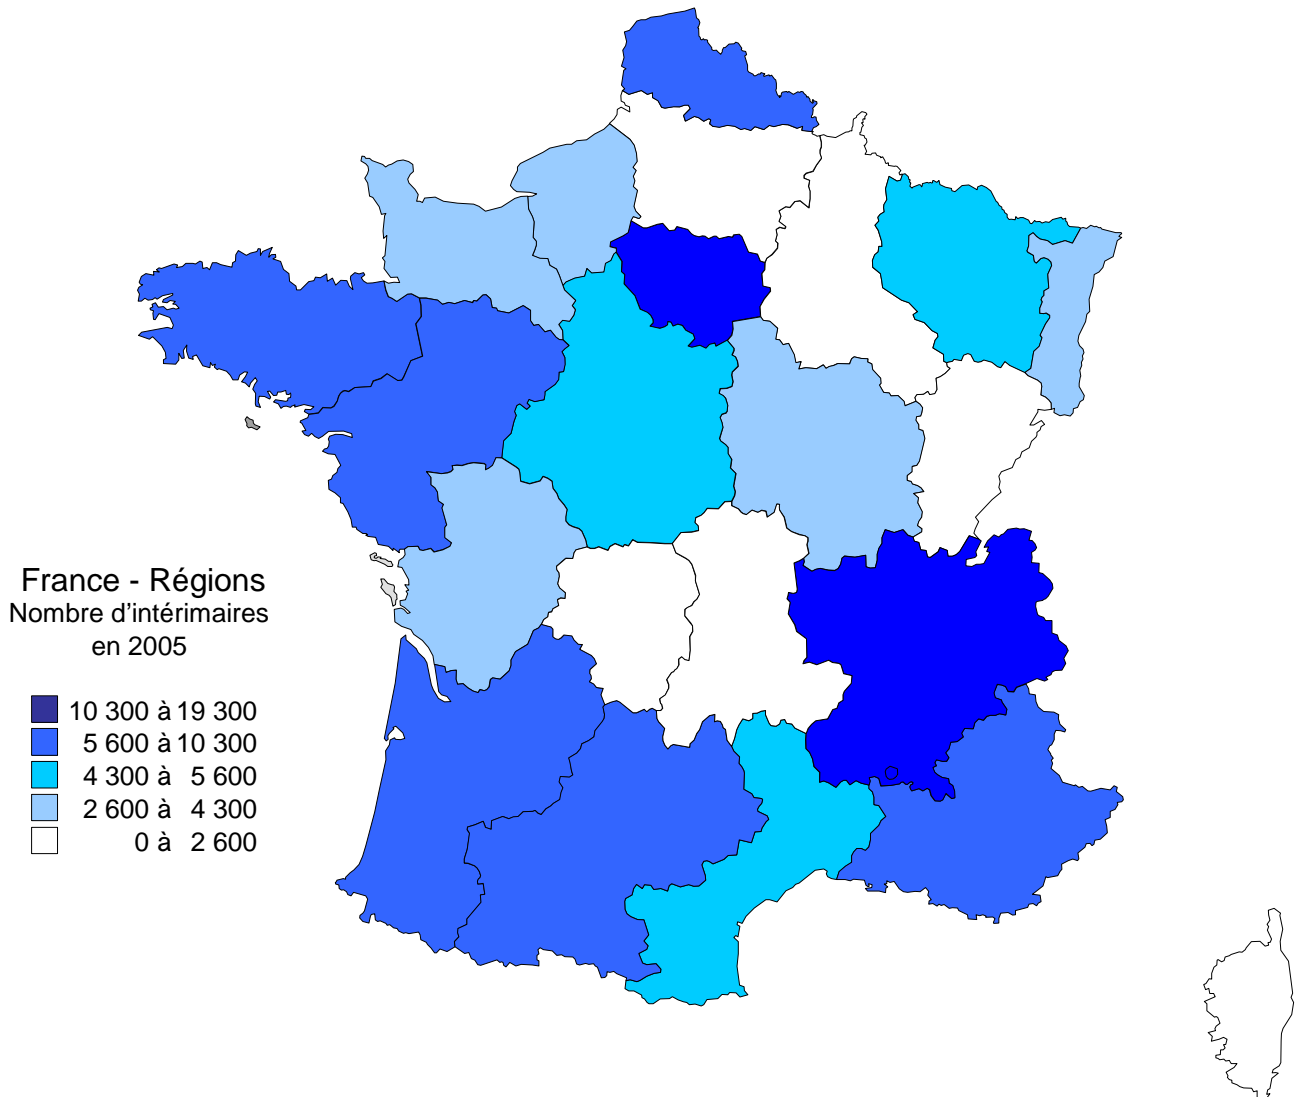 France - Régions
Nombre d'intérimaires
en 2005
10 300 à 19 300
5 600 à 10 300
4 300 à 5 600
2 600 à 4 300
0 à 2 600